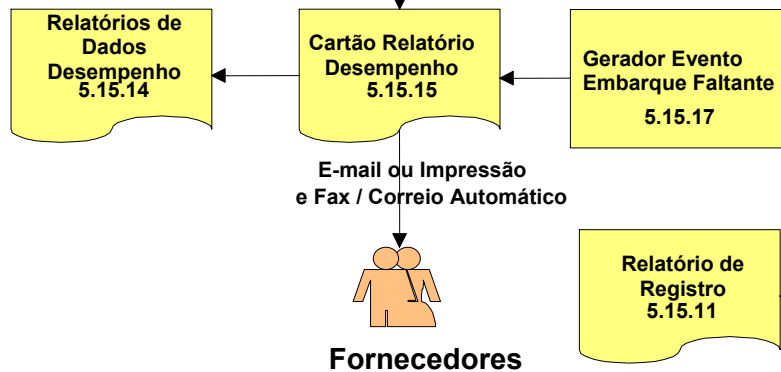 Relatórios de
Dados
Desempenho
5.15.14
Cartão Relatório
Desempenho
5.15.15
Gerador Evento
Embarque Faltante
5.15.17
E-mail ou Impressão
e Fax / Correio Automático
Relatório de
Registro
5.15.11
Fornecedores